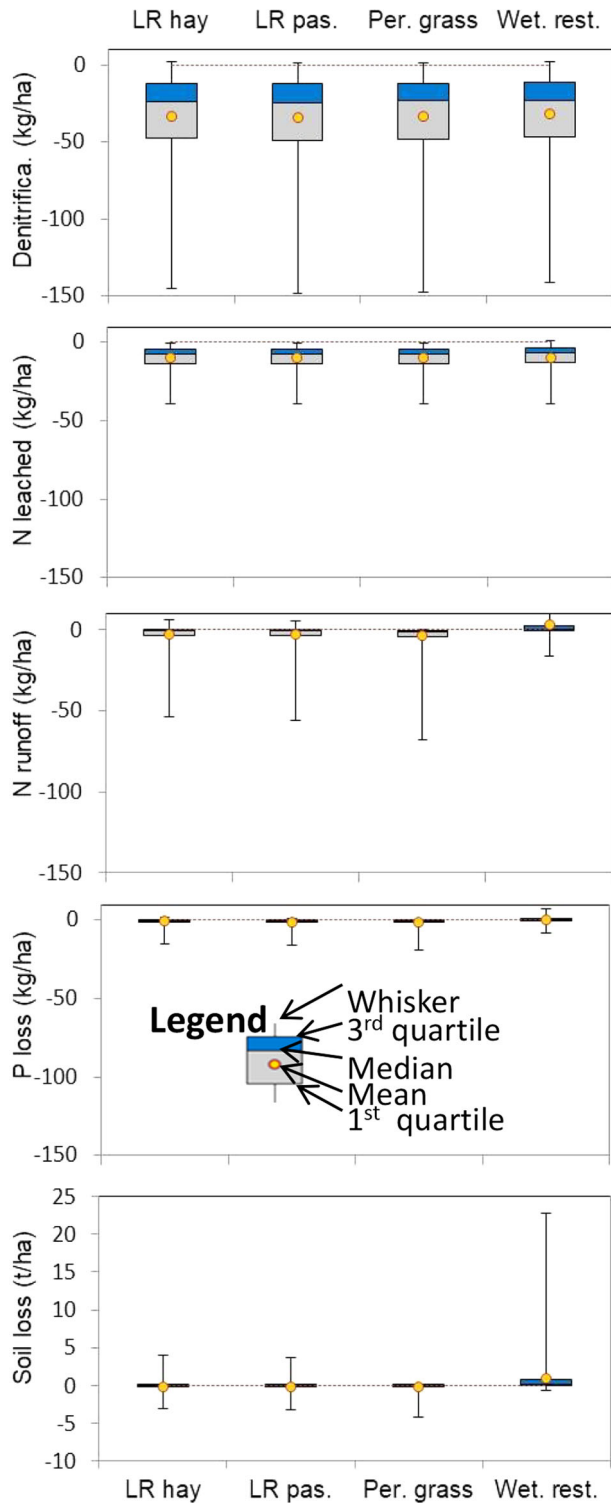 LR hay LR pas. Per. grass Wet. rest.
Denitrifica. (kg/ha)
0
-50
-100
-150
N leached (kg/ha)
0
-50
-100
-150
N runoff (kg/ha)
0
-50
-100
-150
P loss (kg/ha)
0
-50
-100
-150
Legend
Whisker
3rd quartile
Median
Mean
1st quartile
Soil loss (t/ha)
25
20
15
10
5
0
-5
-10
LR hay LR pas. Per. grass Wet. rest.